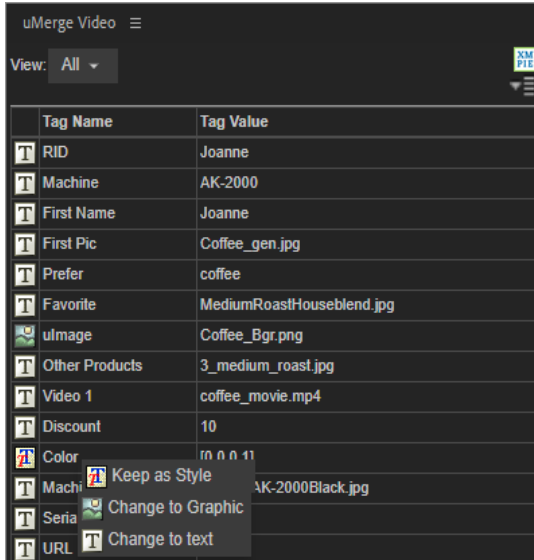 uMerge Video
View: All
XM
PIE
Tag Name Tag Value
T RID Joanne
T Machine AK-2000
T First Name Joanne
T First Pic Coffee_gen.jpg
T Prefer coffee
T Favorite MediumRoastHouseblend.jpg
uImage Coffee_Bgr.png
T Other Products 3_medium_roast.jpg
T Video 1 coffee_movie.mp4
T Discount 10
T Color [0,0,0,1]
T Keep as Style
T Machi AK-2000Black.jpg
Change to Graphic
T Seria
T Change to text
T URL